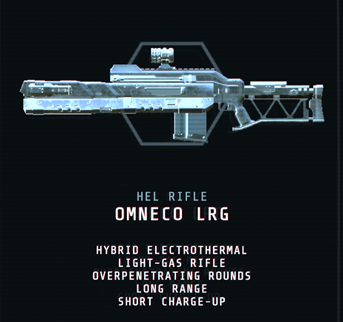 HEL RIFLE
OMNECO LRG
HYBRID ELECTROTHERMAL
LIGHT-GAS RIFLE
OVERPENETRATING ROUNDS
LONG RANGE
SHORT CHARGE-UP